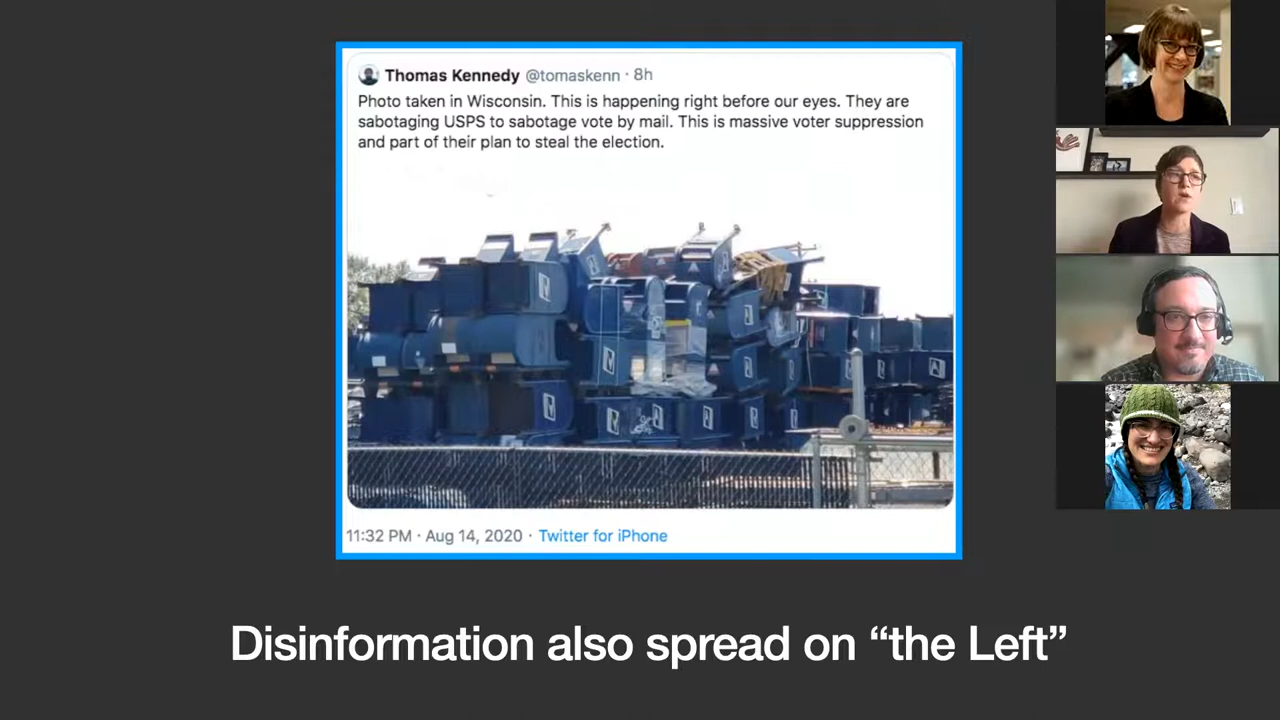 Thomas Kennedy @tomaskenn · 8h
Photo taken in Wisconsin. This is happening right before our eyes. They are
sabotaging USPS to sabotage vote by mail. This is massive voter suppression
and part of their plan to steal the election.
11:32 PM · Aug 14, 2020 · Twitter for iPhone
Disinformation also spread on “the Left”